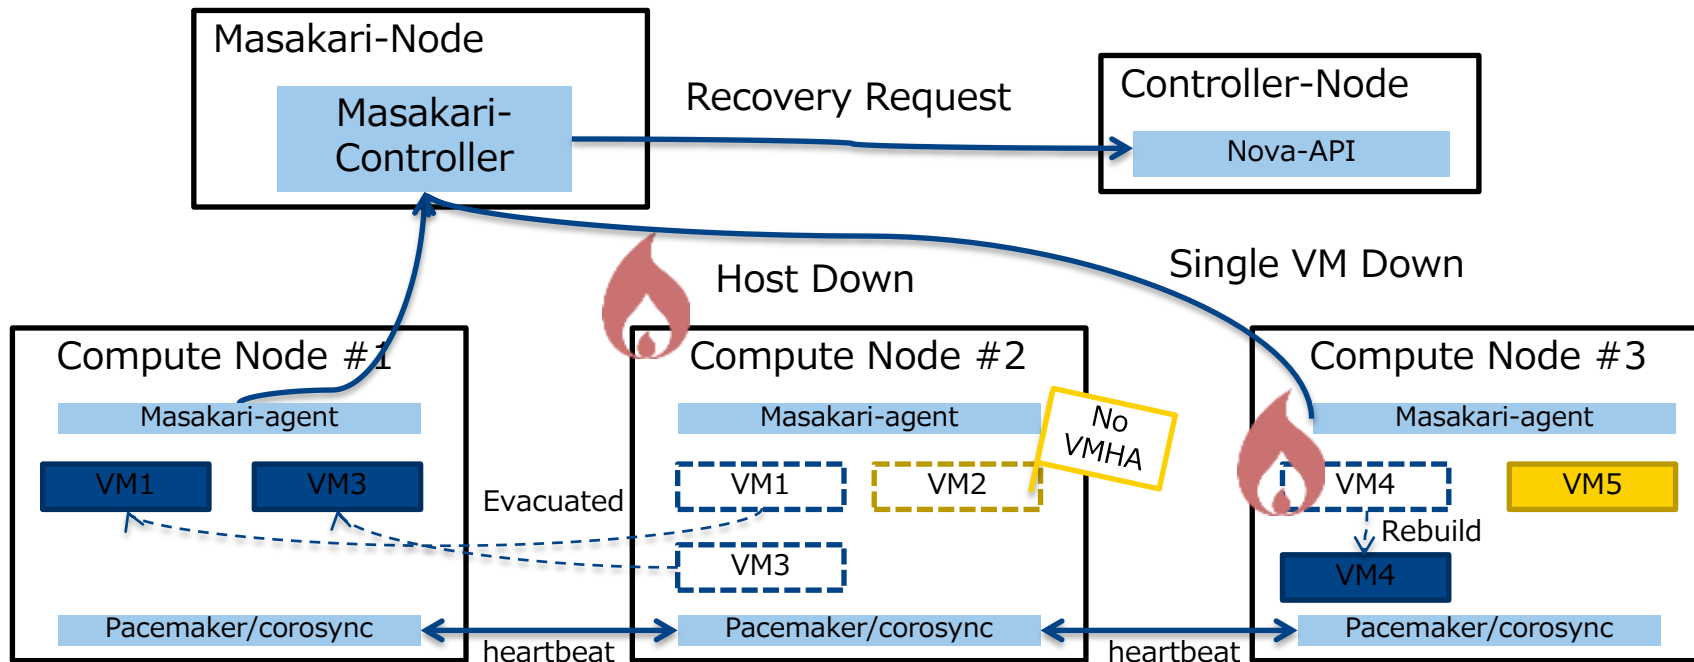 Masakari-Node
Masakari-
Controller
Recovery Request
Controller-Node
Nova-API
Host Down
Single VM Down
Compute Node #1
Masakari-agent
VM1
VM3
Pacemaker/corosync
Evacuated
heartbeat
Compute Node #2
Masakari-agent
No
VMHA
VM1
VM2
VM3
Pacemaker/corosync
heartbeat
Compute Node #3
Masakari-agent
VM4
VM5
Rebuild
VM4
Pacemaker/corosync